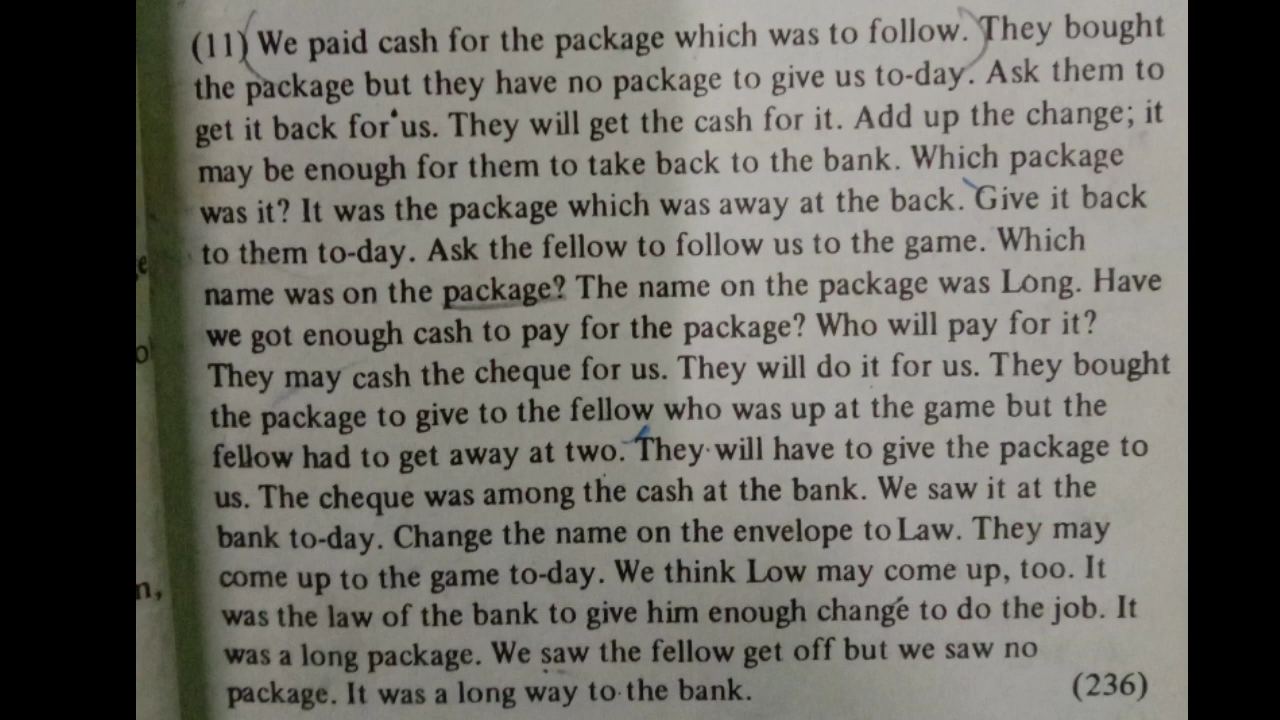 (11) We paid cash for the package which was to follow. They bought
the package but they have no package to give us to-day. Ask them to
get it back for us. They will get the cash for it. Add up the change; it
may be enough for them to take back to the bank. Which package
was it? It was the package which was away at the back. Give it back
to them to-day. Ask the fellow to follow us to the game. Which
name was on the package? The name on the package was Long. Have
we got enough cash to pay for the package? Who will pay for it?
They may cash the cheque for us. They will do it for us. They bought
the package to give to the fellow who was up at the game but the
fellow had to get away at two. They will have to give the package to
us. The cheque was among the cash at the bank. We saw it at the
bank to-day. Change the name on the envelope to Law. They may
come up to the game to-day. We think Low may come up, too. It
was the law of the bank to give him enough change to do the job. It
was a long package. We saw the fellow get off but we saw no
package. It was a long way to the bank. (236)